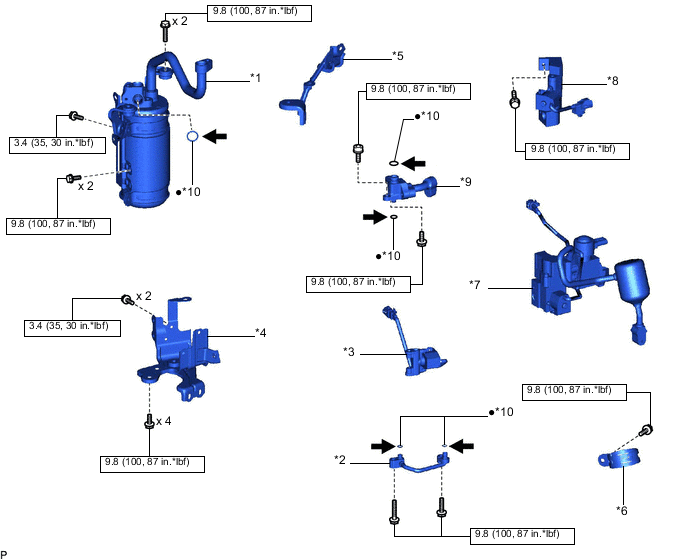 9.8 (100, 87 in.*lbf)
x 2
*1
*5
*8
9.8 (100, 87 in.*lbf)
●*10
3.4 (35, 30 in.*lbf)
9.8 (100, 87 in.*lbf)
x 2
●*10
*9
9.8 (100, 87 in.*lbf)
●*10
9.8 (100, 87 in.*lbf)
*7
x 2
3.4 (35, 30 in.*lbf)
*4
*3
9.8 (100, 87 in.*lbf)
x 4
●*10
9.8 (100, 87 in.*lbf)
*2
*6
9.8 (100, 87 in.*lbf)
P